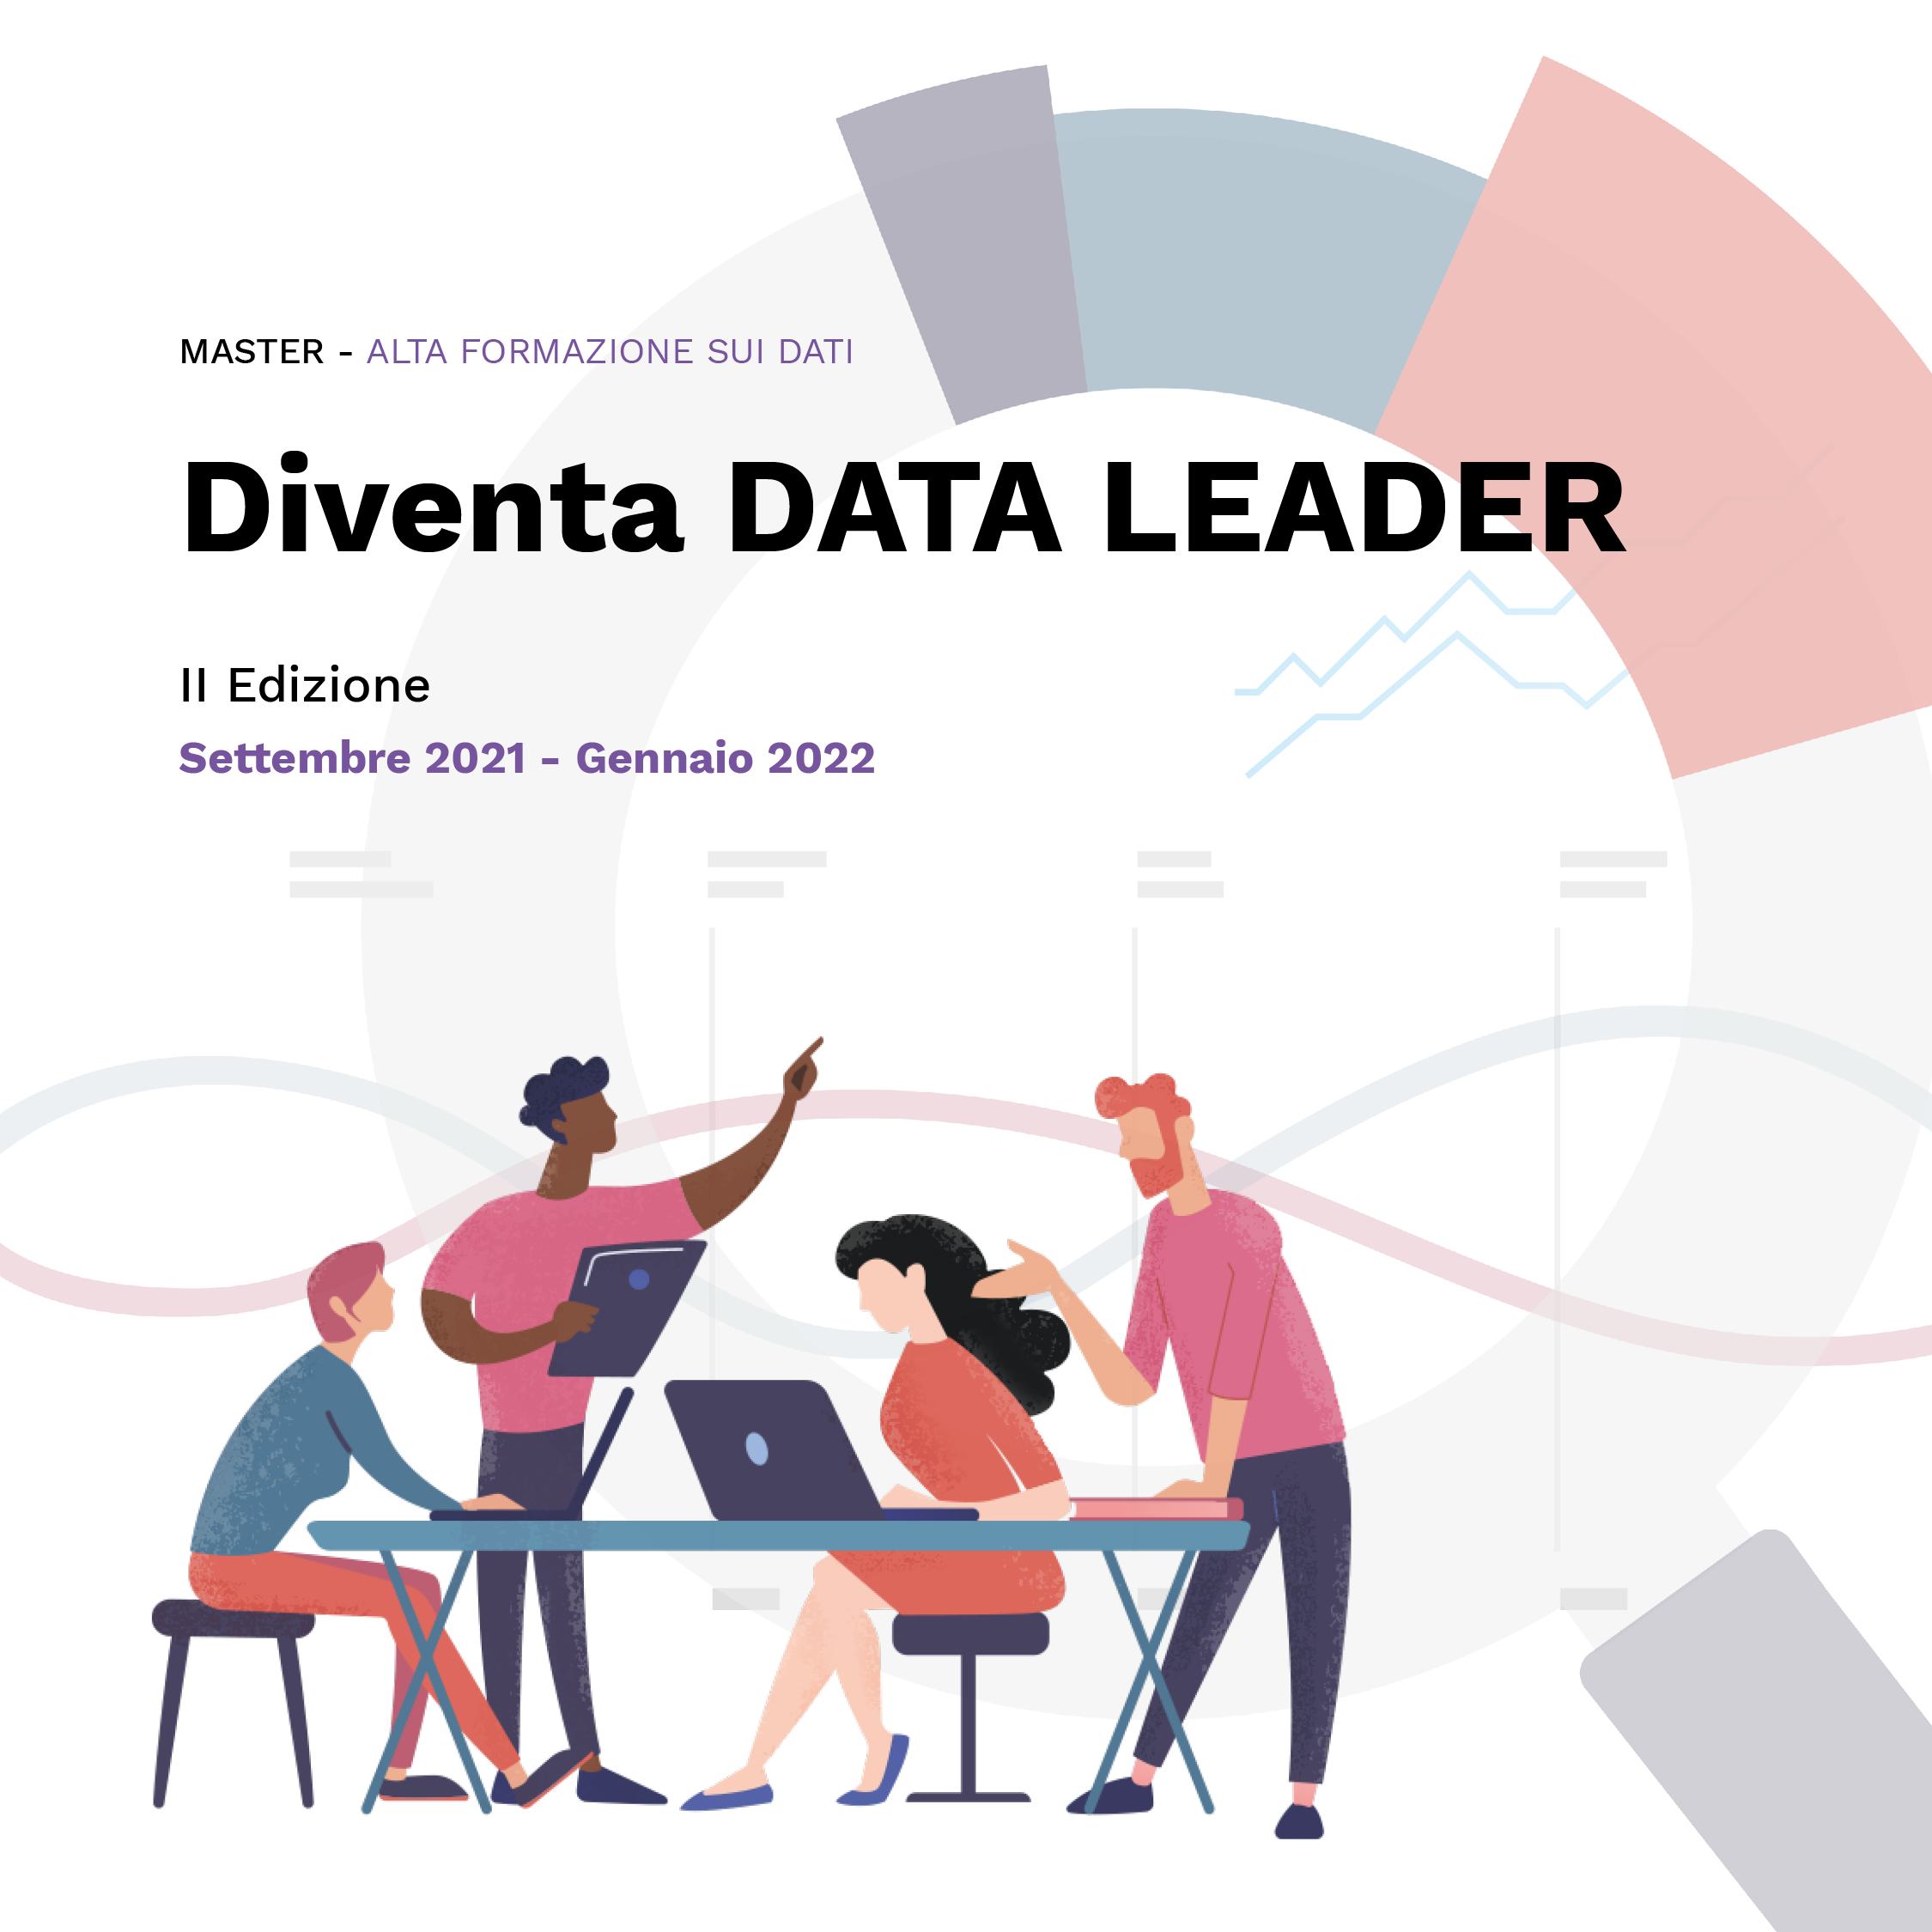 MASTER - ALTA FORMAZIONE SUI DATI
Diventa DATA LEADER
II Edizione
Settembre 2021 - Gennaio 2022